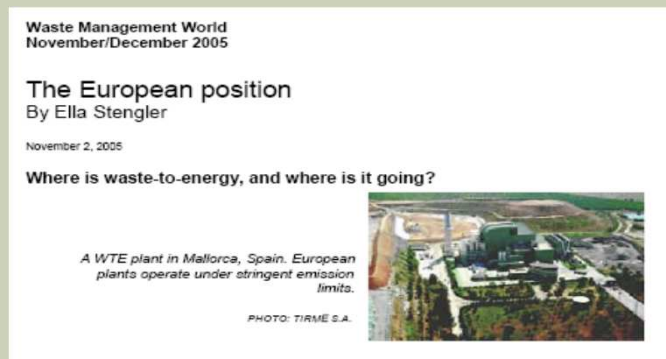 Waste Management World
November/December 2005
The European position
By Ella Stengler
November 2, 2005
Where is waste-to-energy, and where is it going?
A WTE plant in Mallorca, Spain. European
plants operate under stringent emission
limits.
PHOTO: TIRME S.A.